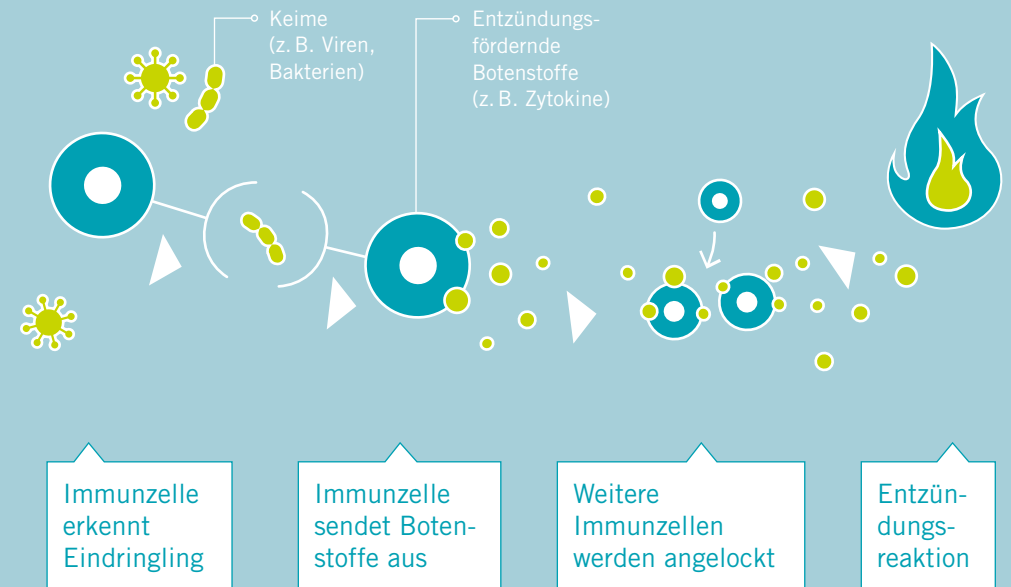 Keime
(z. B. Viren,
Bakterien)
Entzündungs-
fördernde
Botenstoffe
(z. B. Zytokine)
Immunzelle
erkennt
Eindringling
Immunzelle
sendet Boten-
stoffe aus
Weitere
Immunzellen
werden angelockt
Entzün-
dungs-
reaktion